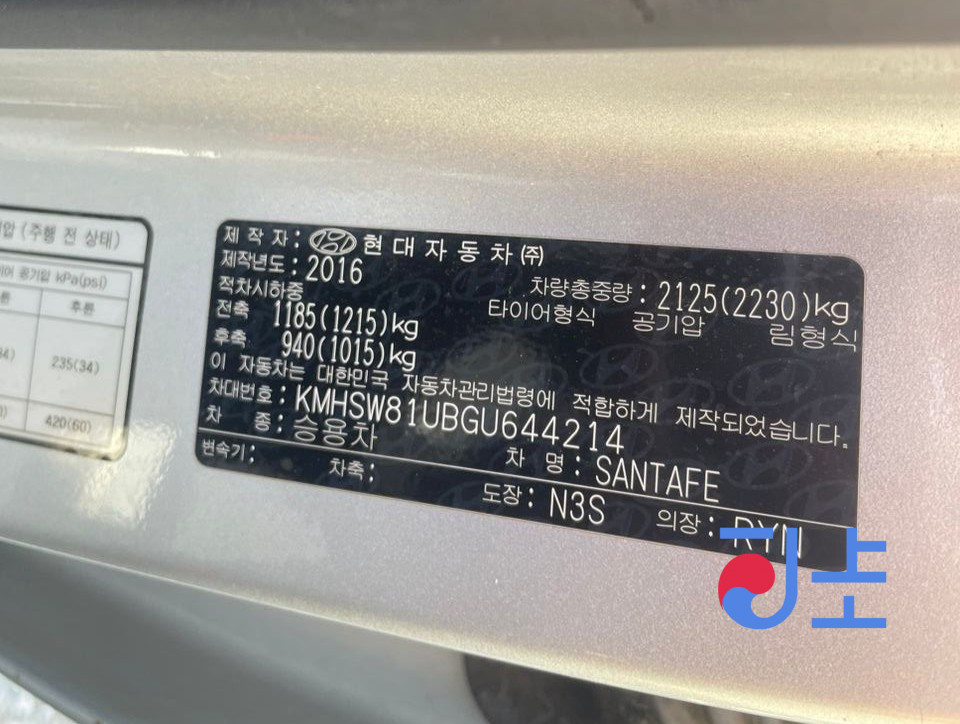 압 (주행 전 상태)
공기압 kPa(psi)
후륜
235(34)
420(60)
제 작 자 : 현 대 자 동 차 (주)
제작년도 : 2016
적차시하중 차량총중량 : 2125(2230)kg
전축 1185(1215)kg 타이어형식 공기압 림형식
후축 940(1015)kg
이 자동차는 대한민국 자동차관리법령에 적합하게 제작되었습니다.
차대번호 : KMHSW81UBGU644214
차 종 : 승용차 차 명 : SANTAFE
변속기 : 차축 : 도장 : N3S 의장 : RYN